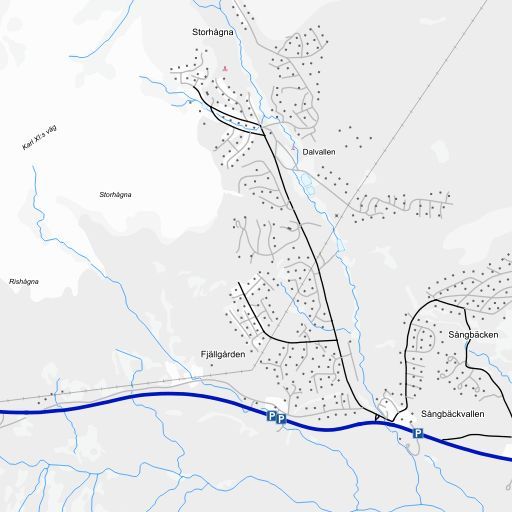 Storhågna
Karl XI:s väg
Dalvallen
Storhågna
Rishågna
Sångbäcken
Fjällgården
Sångbäckvallen
P
P
P